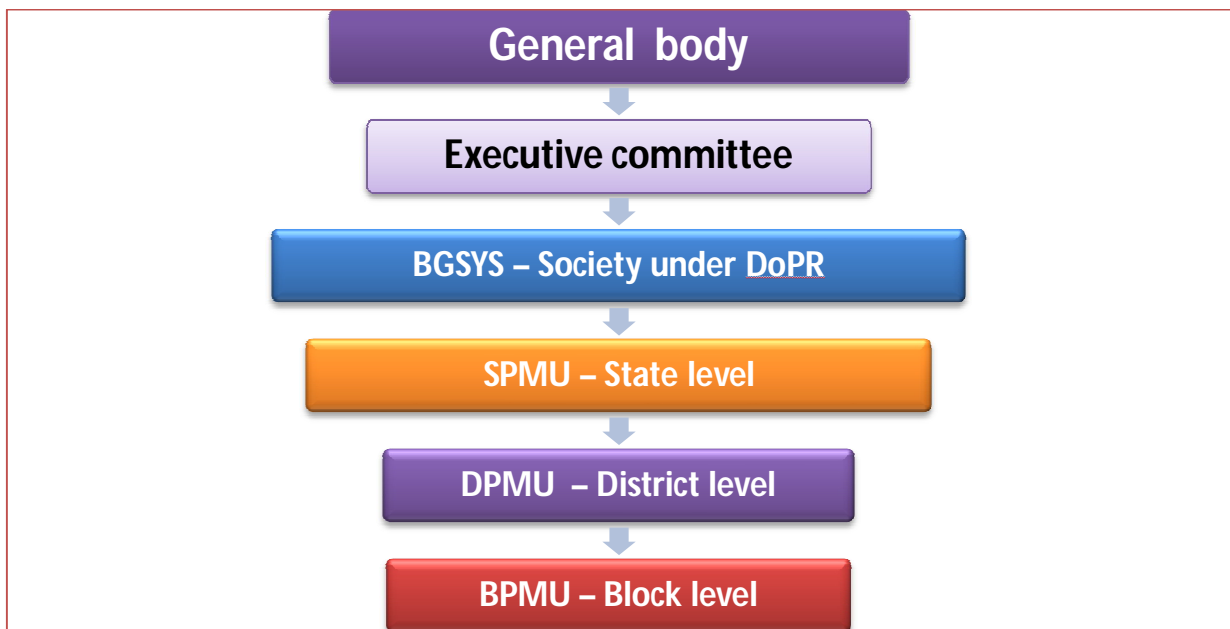 General body
Executive committee
BGSYS – Society under DoPR
SPMU – State level
DPMU – District level
BPMU – Block level